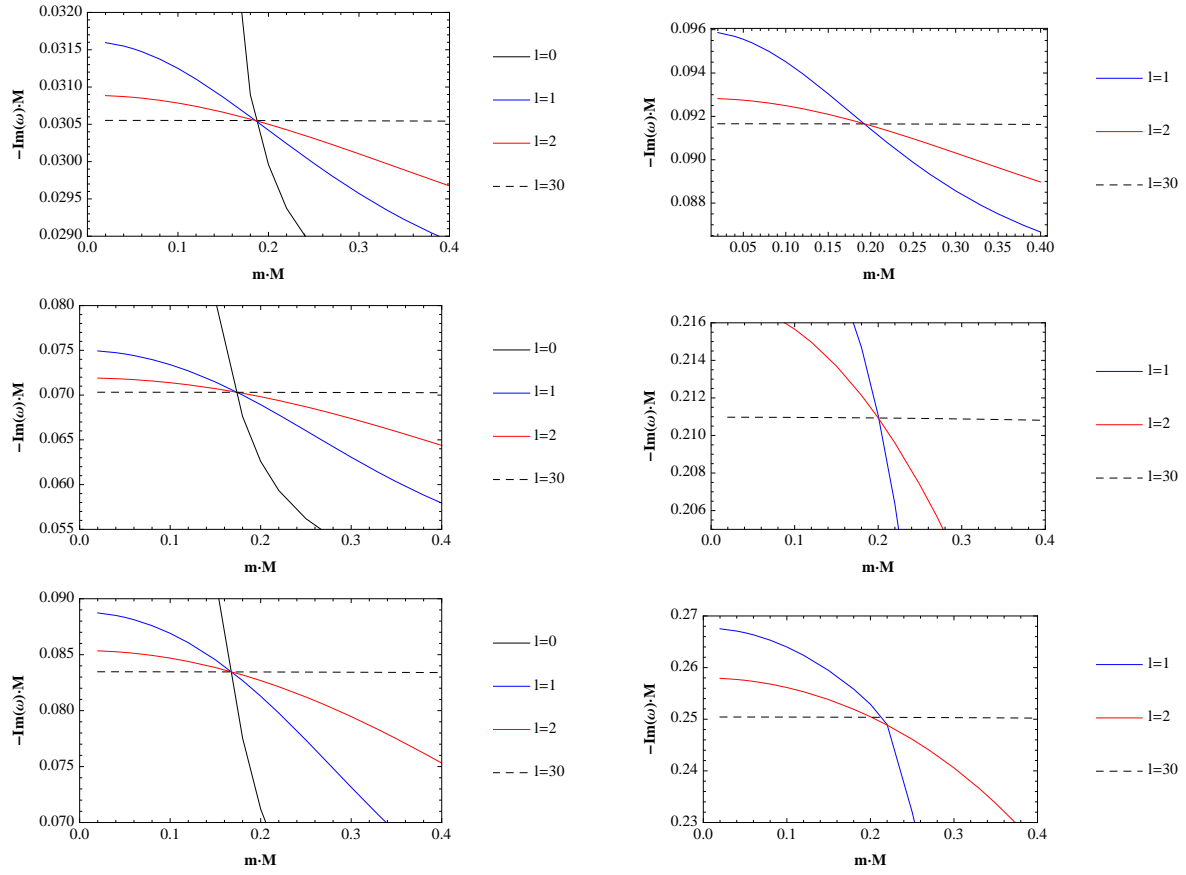 0.0320
0.0315
0.0310
0.0305
0.0300
0.0295
0.0290
0.0 0.1 0.2 0.3 0.4
-Im(ω)·M
m·M
l=0
l=1
l=2
l=30
0.096
0.094
0.092
0.090
0.088
0.05 0.10 0.15 0.20 0.25 0.30 0.35 0.40
-Im(ω)·M
m·M
l=1
l=2
l=30
0.080
0.075
0.070
0.065
0.060
0.055
0.0 0.1 0.2 0.3 0.4
-Im(ω)·M
m·M
l=0
l=1
l=2
l=30
0.216
0.214
0.212
0.210
0.208
0.206
0.0 0.1 0.2 0.3 0.4
-Im(ω)·M
m·M
l=1
l=2
l=30
0.090
0.085
0.080
0.075
0.070
0.0 0.1 0.2 0.3 0.4
-Im(ω)·M
m·M
l=0
l=1
l=2
l=30
0.27
0.26
0.25
0.24
0.23
0.0 0.1 0.2 0.3 0.4
-Im(ω)·M
m·M
l=1
l=2
l=30